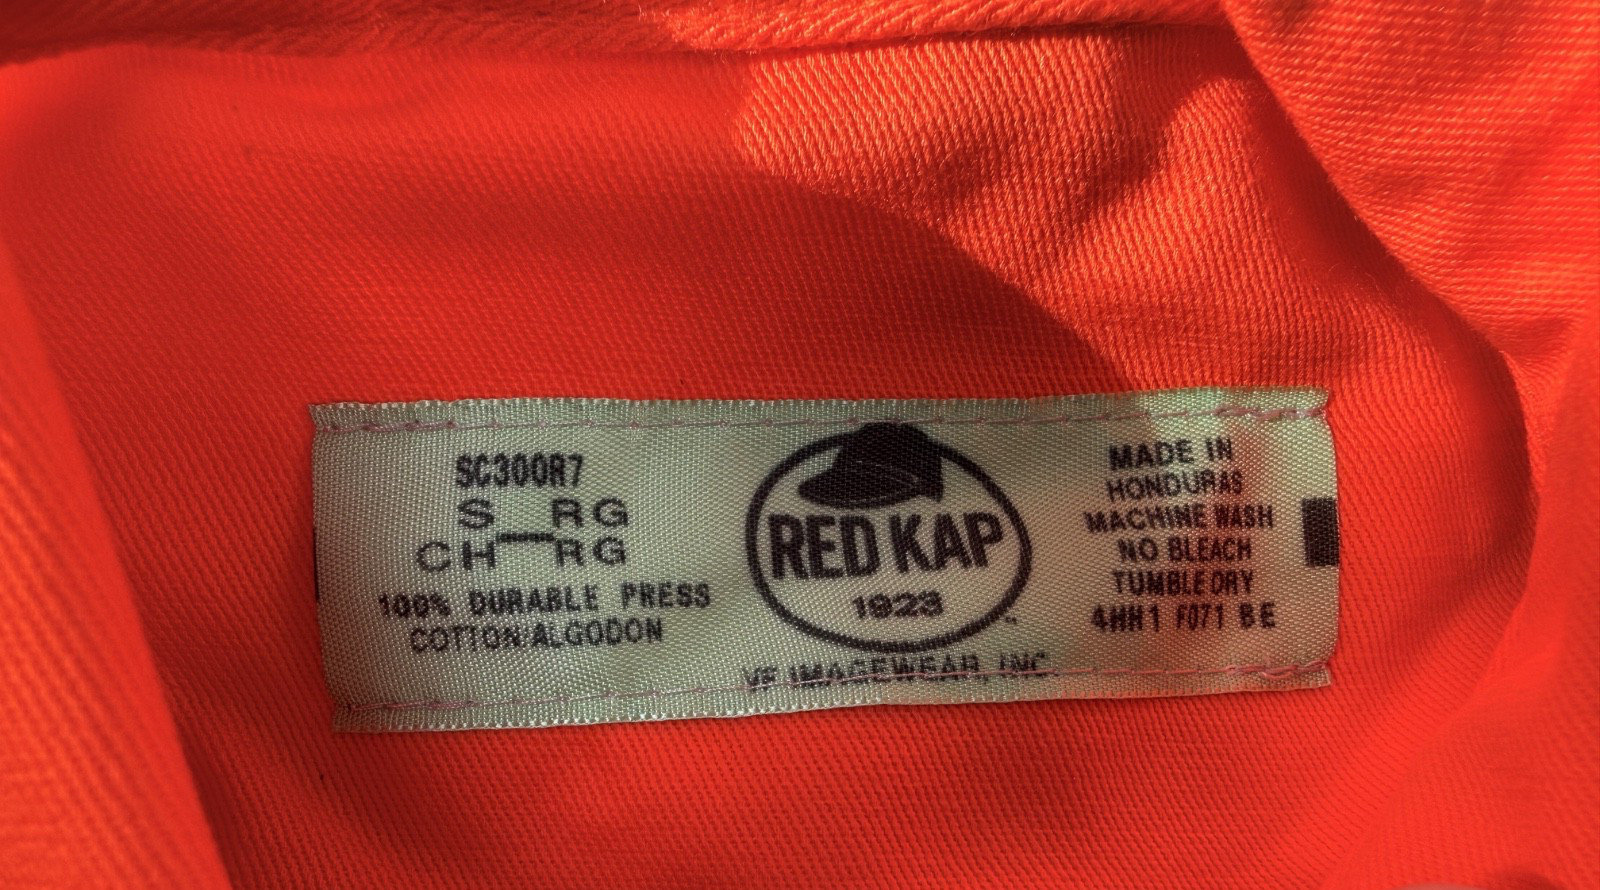 SC300R7
S RG
CH RG
100% DURABLE PRESS
COTTON/ALGODON
RED KAP
1923
™
VF IMAGEWEAR, INC.
MADE IN
HONDURAS
MACHINE WASH
NO BLEACH
TUMBLE DRY
4HH1 F071 BE